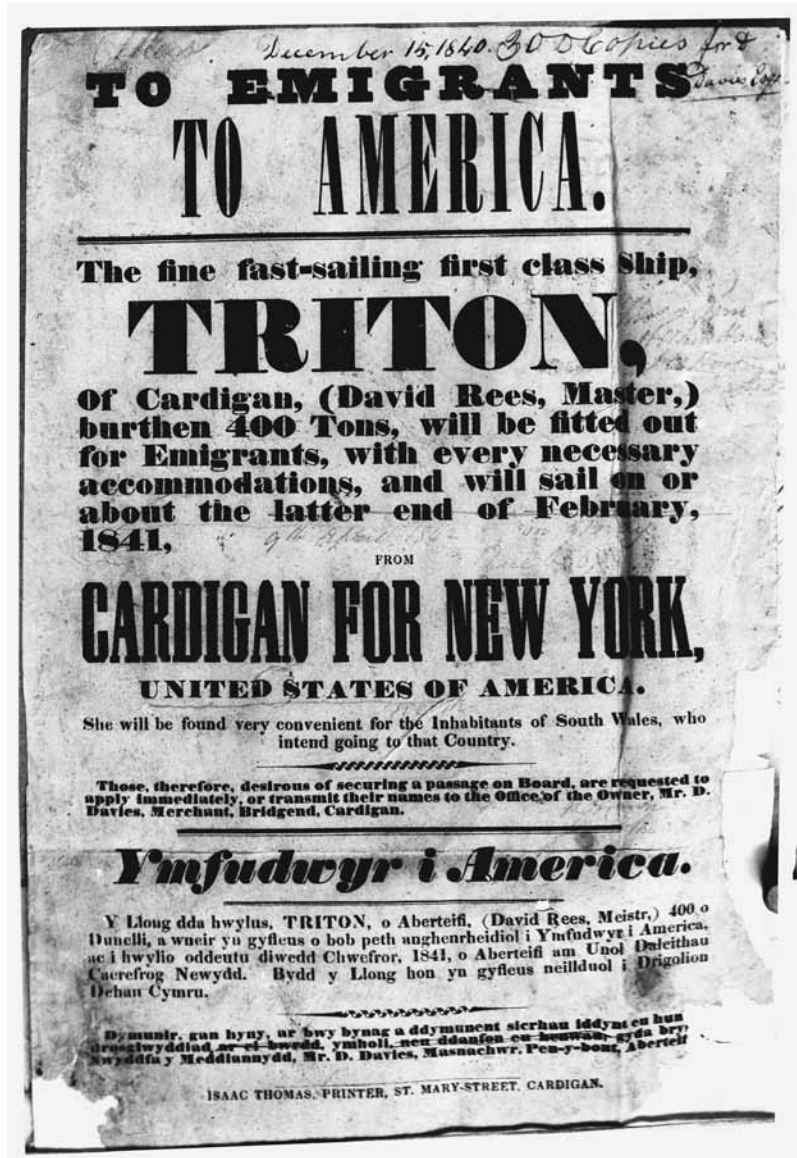 December 15, 1840. 300 Copies for D
Davies Esqr.
TO EMIGRANTS
TO AMERICA.
The fine fast-sailing first class Ship,
TRITON,
Of Cardigan, (David Rees, Master,)
burthen 400 Tons, will be fitted out
for Emigrants, with every necessary
accommodations, and will sail on or
about the latter end of February,
1841,
FROM
CARDIGAN FOR NEW YORK,
UNITED STATES OF AMERICA.
She will be found very convenient for the Inhabitants of South Wales, who
intend going to that Country.
Those, therefore, desirous of securing a passage on Board, are requested to
apply immediately, or transmit their names to the Office of the Owner, Mr. D.
Davies, Merchant, Bridgend, Cardigan.
Ymfudwyr i America.
Y Llong dda hwylus, TRITON, o Aberteifi, (David Rees, Meistr,) 400 o
Dunelli, a wneir yn gyfleus o bob peth anghenrheidiol i Ymfudwyr i America,
ac i hwylio oddeutu diwedd Chwefror, 1841, o Aberteifi am Unol Daleithau
Caerefrog Newydd. Bydd y Llong hon yn gyfleus neillduol i Drigolion
Dehau Cymru.
Dymunir, gan hyny, ar bwy bynag a ddymunent sicrhau iddynt eu hun
drosglwyddiad ar ei bwrdd, ymholi, neu ddanfon eu henwau, gyda bry,
Swyddfa y Meddiannydd, Mr. D. Davies, Masnachwr, Pen-y-bont, Aberteif
ISAAC THOMAS, PRINTER, ST. MARY-STREET, CARDIGAN.